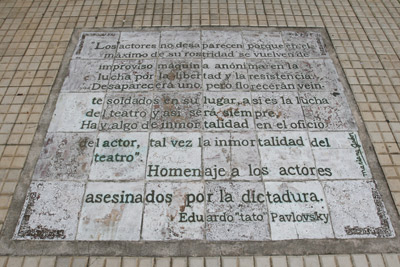 "Los actores no desaparecen porque en el
máximo de su rostridad se vuelven de
improviso máquina anónima en la
lucha por la libertad y la resistencia.
Desaparecerá uno, pero florecerán vein-
te soldados en su lugar, así es la lucha
del teatro y así será siempre.
Hay algo de inmortalidad en el oficio
del actor, tal vez la inmortalidad del
teatro".
Homenaje a los actores
asesinados por la dictadura.
Eduardo "tato" Pavlovsky